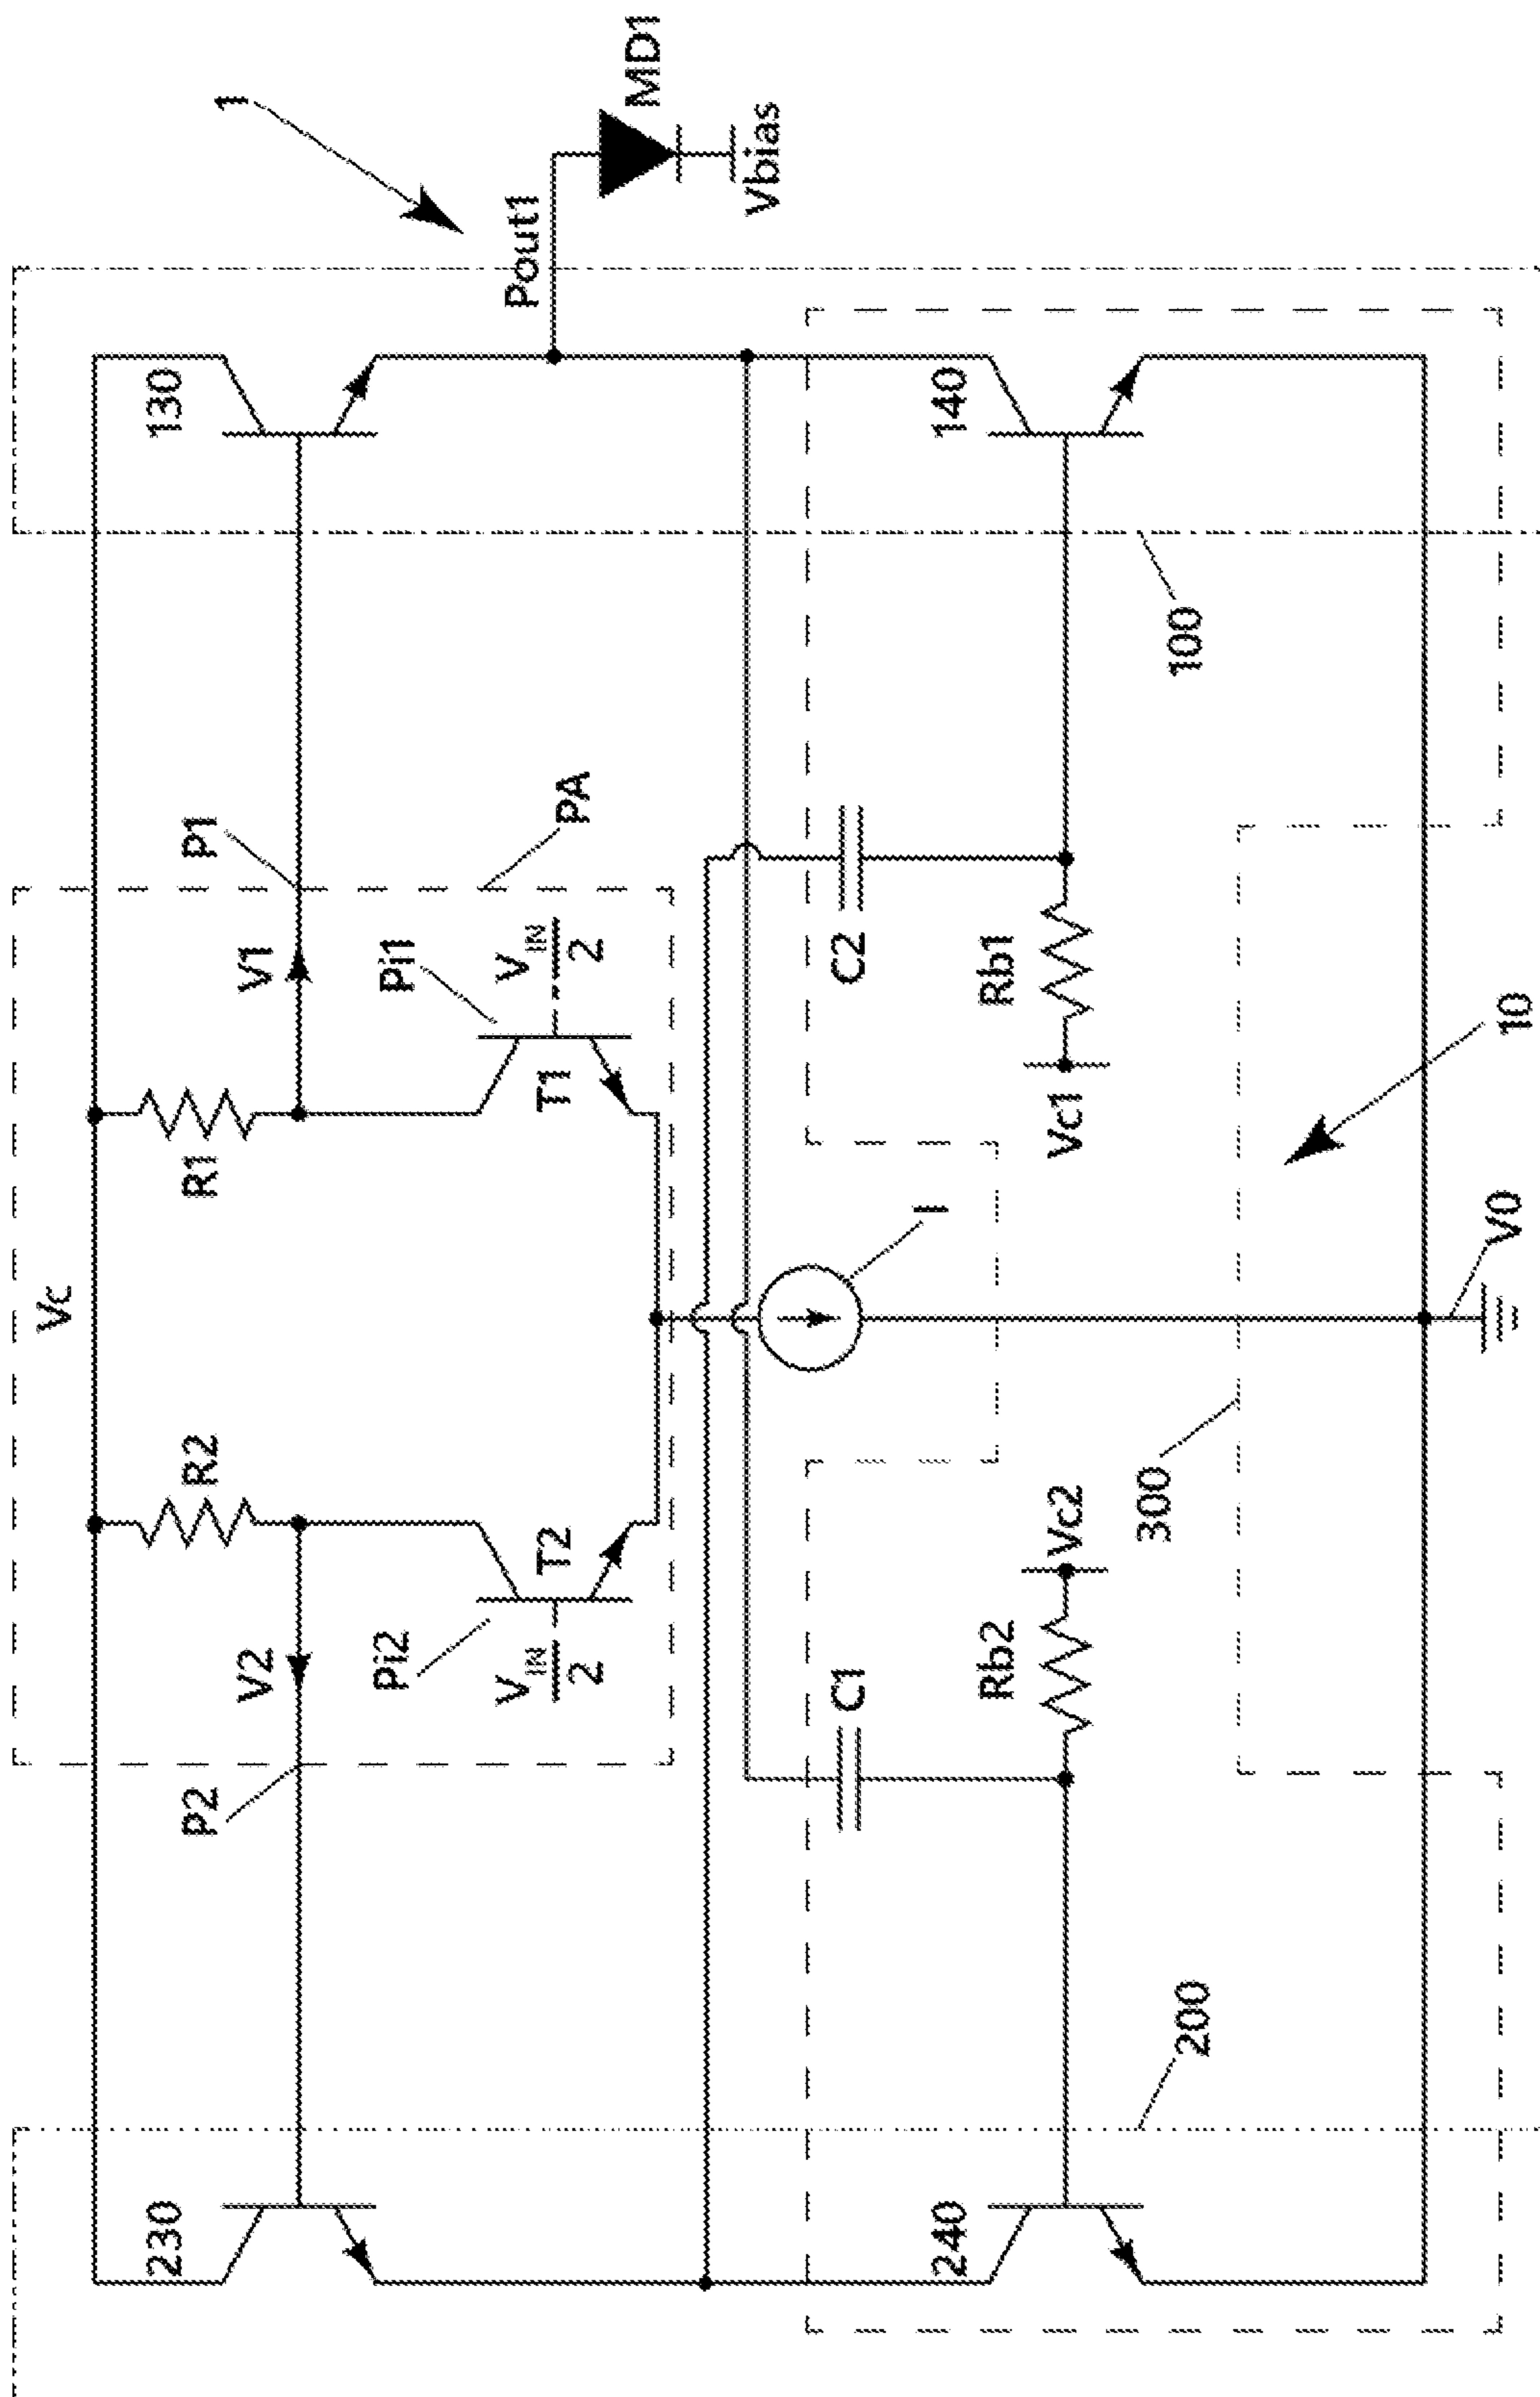 1
MD1
Vbias
Pout1
130
140
100
P1
PA
V1
Pi1
V_IN/2
T1
R1
C2
Rb1
Vc1
10
Vc
I
V0
R2
T2
V2
Pi2
V_IN/2
P2
Vc2
300
Rb2
C1
200
230
240